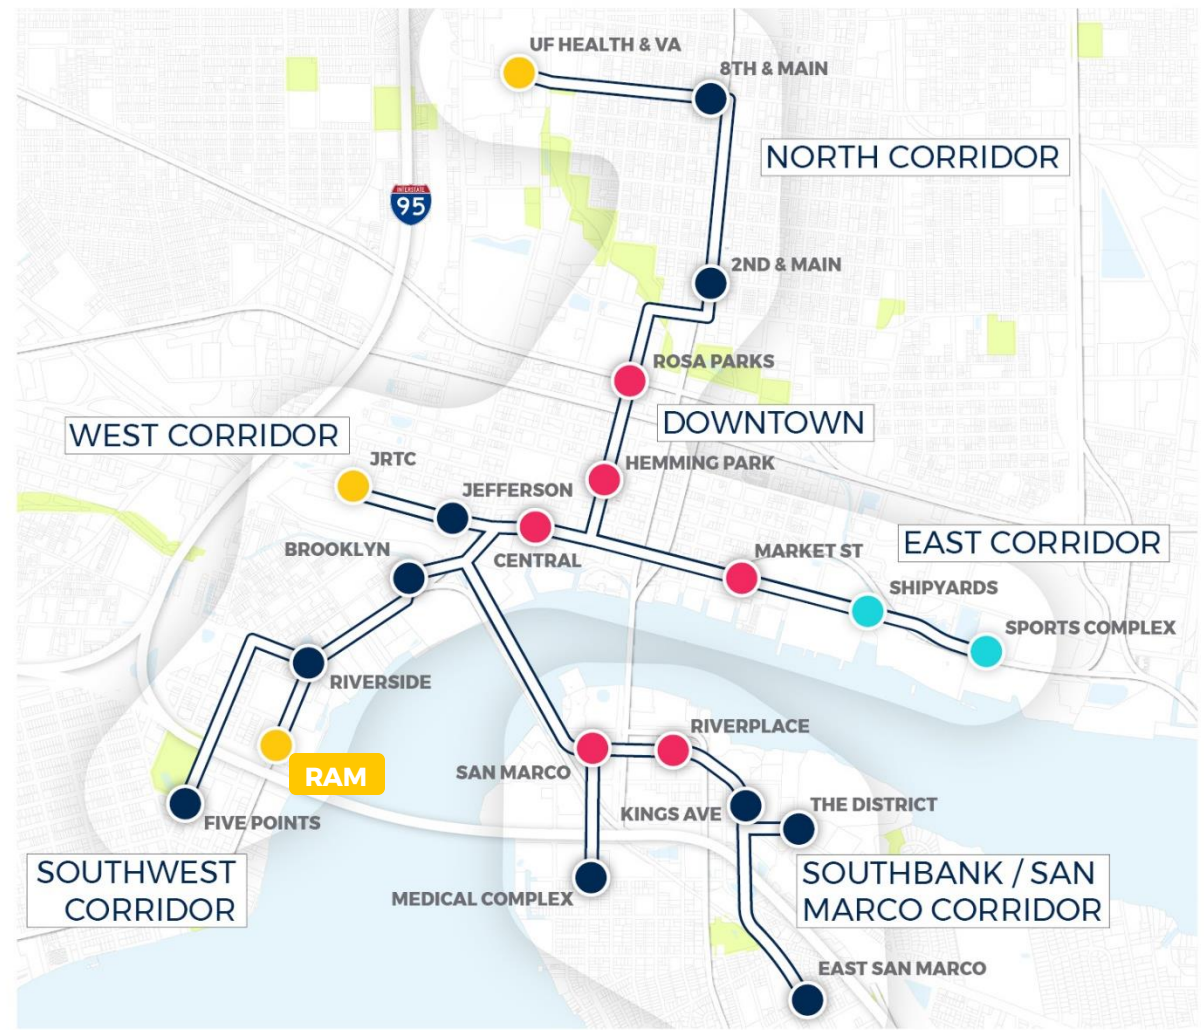 UF HEALTH & VA
8TH & MAIN
NORTH CORRIDOR
INTERSTATE
95
2ND & MAIN
ROSA PARKS
DOWNTOWN
WEST CORRIDOR
JRTC
HEMMING PARK
JEFFERSON
EAST CORRIDOR
BROOKLYN
CENTRAL
MARKET ST
SHIPYARDS
SPORTS COMPLEX
RIVERSIDE
RIVERPLACE
RAM
SAN MARCO
KINGS AVE
THE DISTRICT
FIVE POINTS
SOUTHWEST
CORRIDOR
MEDICAL COMPLEX
SOUTHBANK / SAN
MARCO CORRIDOR
EAST SAN MARCO